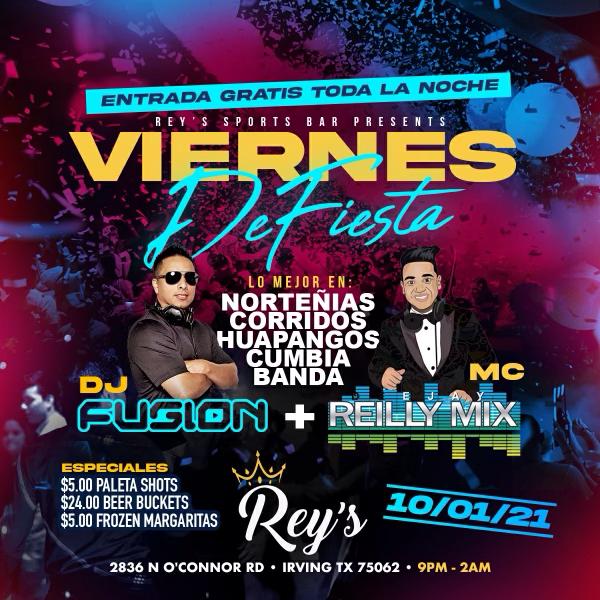 ENTRADA GRATIS TODA LA NOCHE
REY'S SPORTS BAR PRESENTS
VIERNES
De Fiesta
LO MEJOR EN:
NORTEÑIAS
CORRIDOS
HUAPANGOS
CUMBIA
BANDA
DJ
FUSION
+
MC
DEEJAY
REILLY MIX
ESPECIALES
$5.00 PALETA SHOTS
$24.00 BEER BUCKETS
$5.00 FROZEN MARGARITAS
Rey's
10/01/21
2836 N O'CONNOR RD • IRVING TX 75062 • 9PM - 2AM